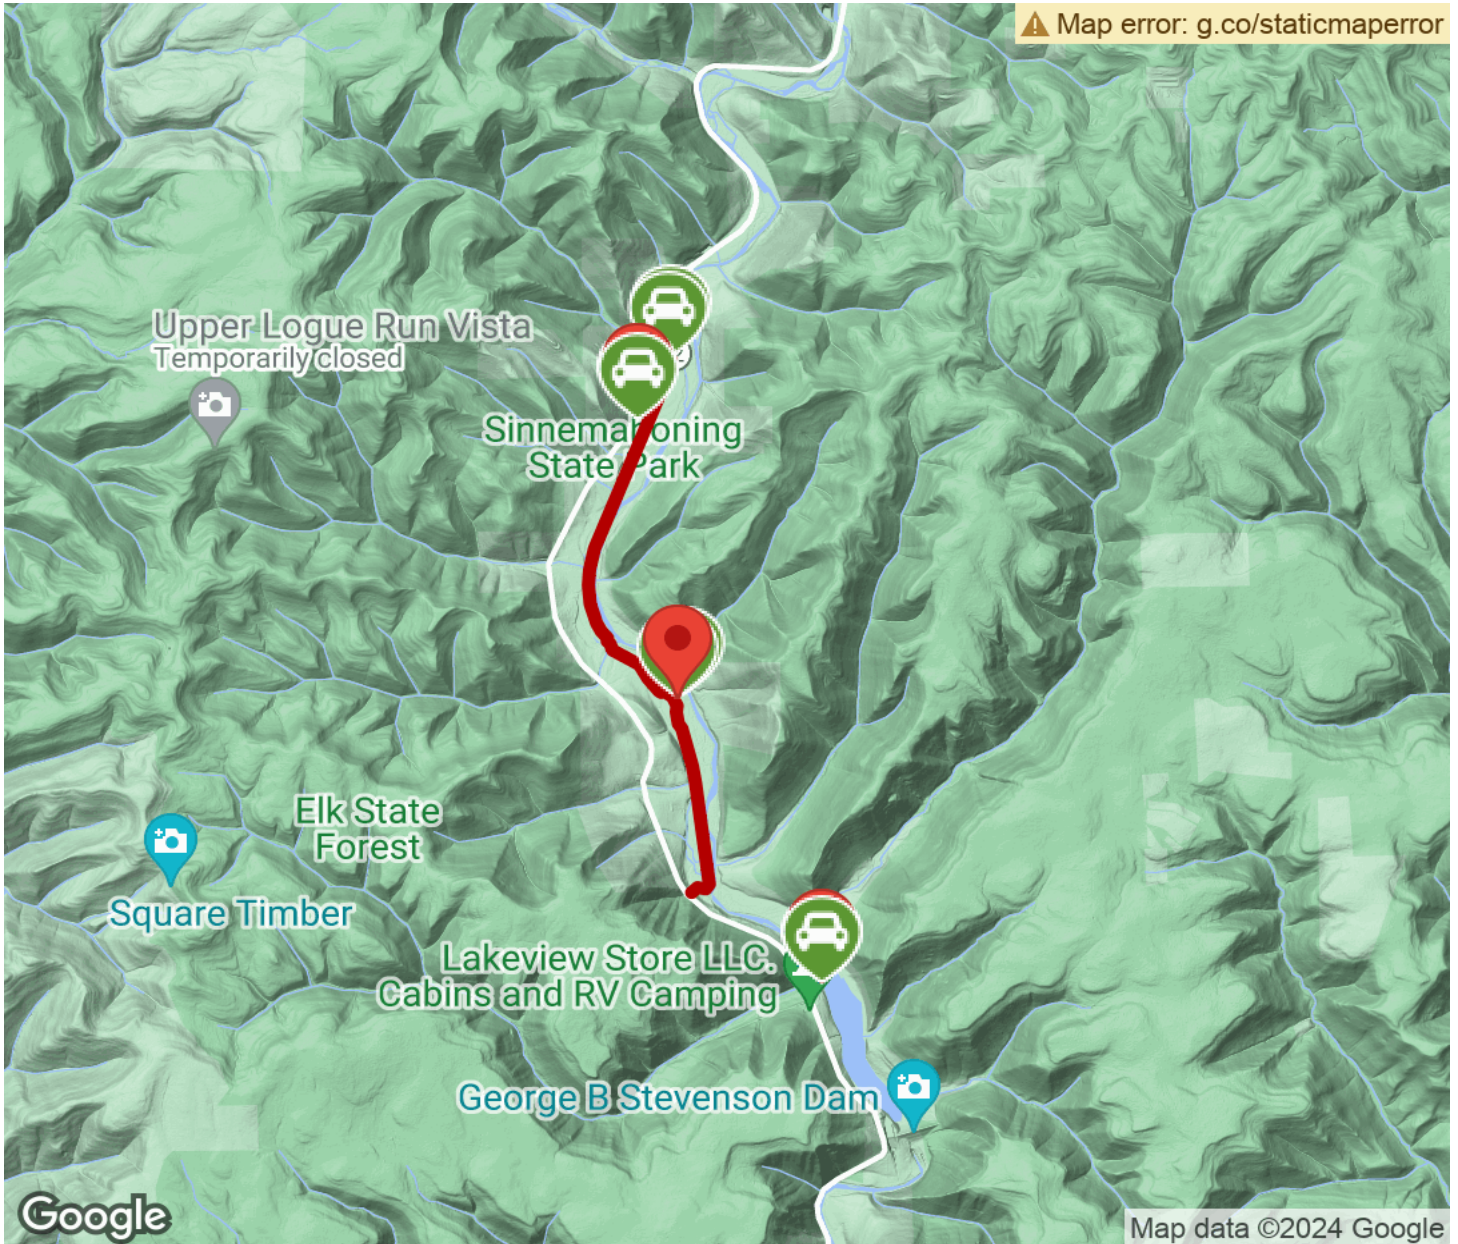 Map error: g.co/staticmaperror
Upper Logue Run Vista
Temporarily closed
Sinnemahoning
State Park
Elk State
Forest
Square Timber
Lakeview Store LLC.
Cabins and RV Camping
George B Stevenson Dam
Google
Map data ©2024 Google